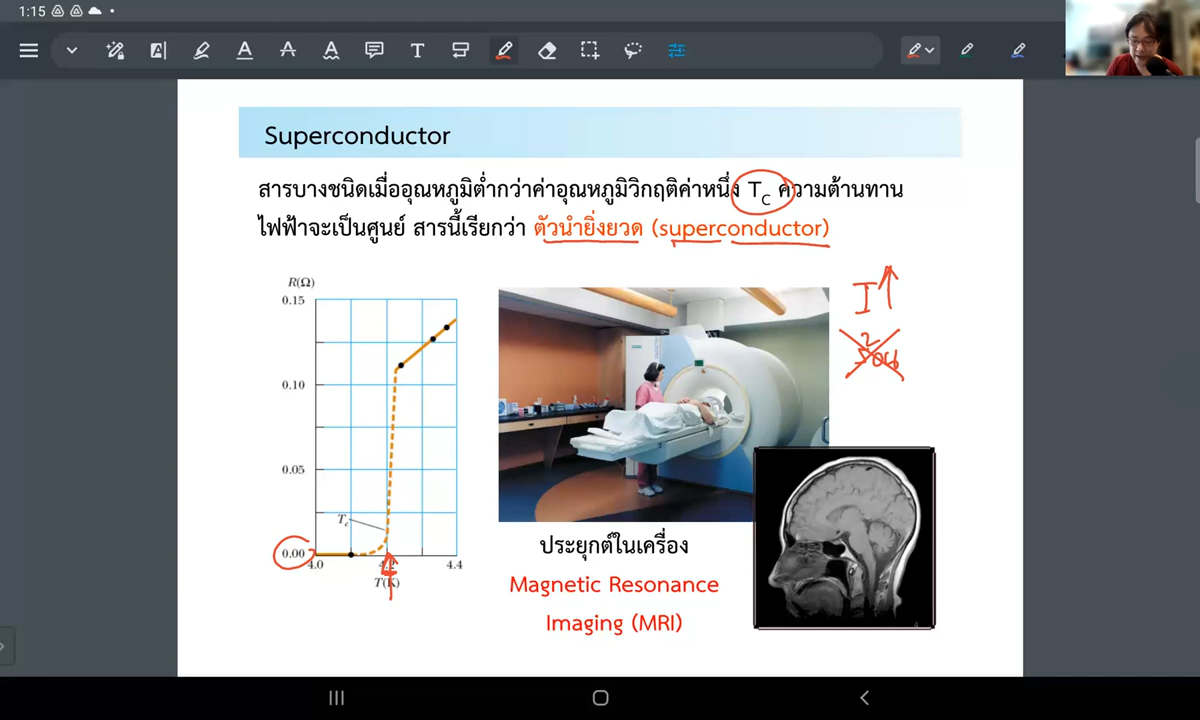 1:15
Superconductor
สารบางชนิดเมื่ออุณหภูมิต่ำกว่าค่าอุณหภูมิวิกฤติค่าหนึ่ง T_C ความต้านทาน
ไฟฟ้าจะเป็นศูนย์ สารนี้เรียกว่า ตัวนำยิ่งยวด (superconductor)
R(Ω)
0.15
0.10
0.05
0.00
T_c
4.0
4.4
T(K)
I↑
ประยุกต์ในเครื่อง
Magnetic Resonance
Imaging (MRI)
4